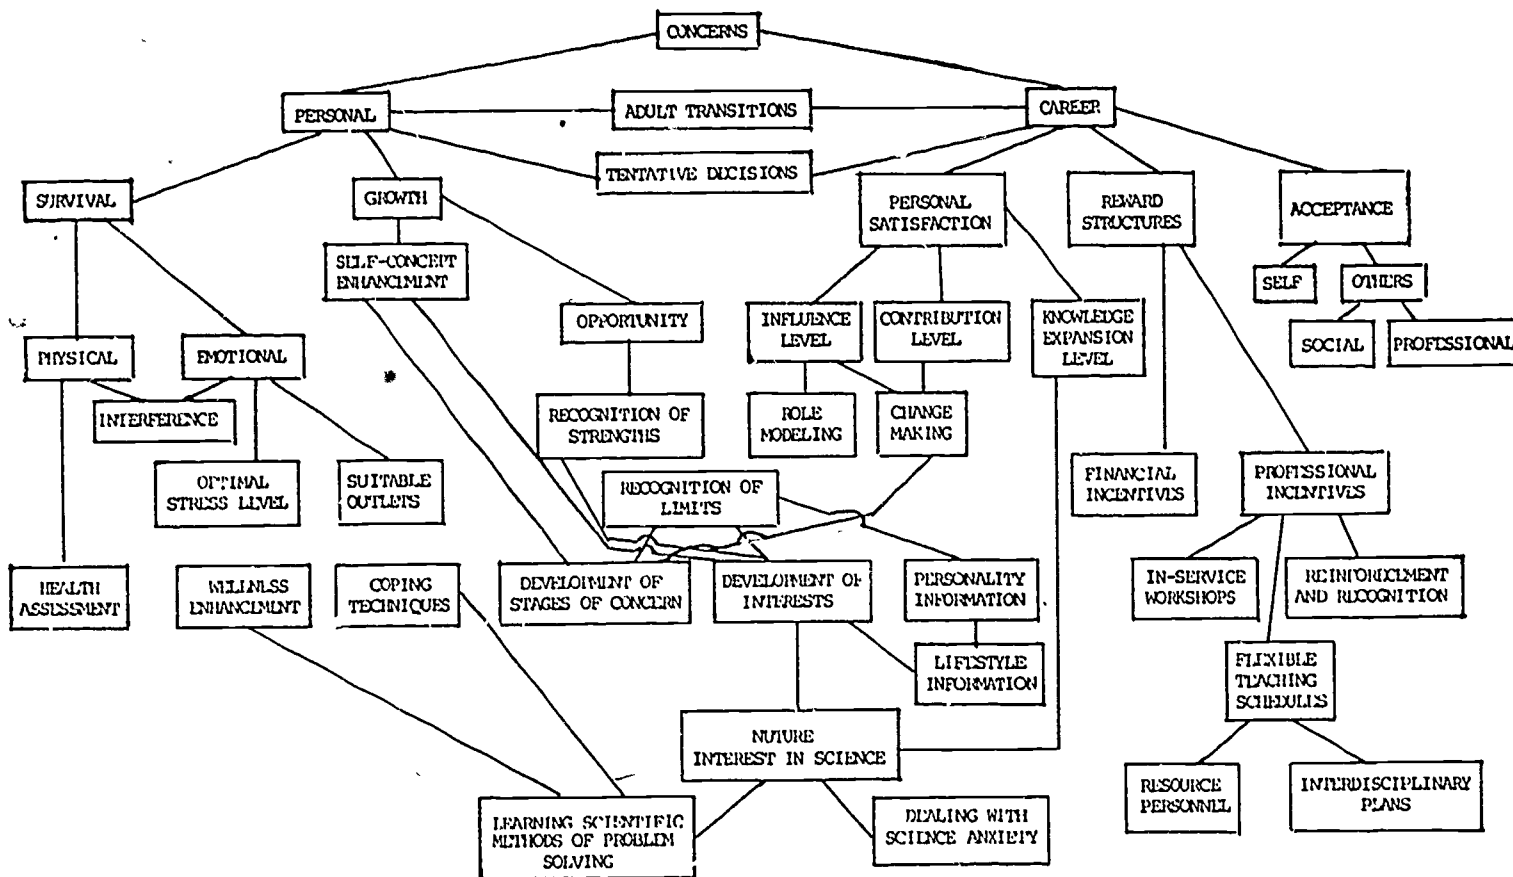 CONCERNS
PERSONAL
ADULT TRANSITIONS
CAREER
TENTATIVE DECISIONS
SURVIVAL
GROWTH
PERSONAL
SATISFACTION
REWARD
STRUCTURES
ACCEPTANCE
SELF-CONCEPT
ENHANCEMENT
SELF
OTHERS
OPPORTUNITY
INFLUENCE
LEVEL
CONTRIBUTION
LEVEL
KNOWLEDGE
EXPANSION
LEVEL
SOCIAL
PROFESSIONAL
PHYSICAL
EMOTIONAL
INTERFERENCE
RECOGNITION OF
STRENGTHS
ROLE
MODELING
CHANGE
MAKING
OPTIMAL
STRESS LEVEL
SUITABLE
OUTLETS
RECOGNITION OF
LIMITS
FINANCIAL
INCENTIVES
PROFESSIONAL
INCENTIVES
HEALTH
ASSESSMENT
WELLNESS
ENHANCEMENT
COPING
TECHNIQUES
DEVELOPMENT OF
STAGES OF CONCERN
DEVELOPMENT OF
INTERESTS
PERSONALITY
INFORMATION
IN-SERVICE
WORKSHOPS
REINFORCEMENT
AND RECOGNITION
LIFESTYLE
INFORMATION
FLEXIBLE
TEACHING
SCHEDULES
NUTURE
INTEREST IN SCIENCE
RESOURCE
PERSONNEL
INTERDISCIPLINARY
PLANS
LEARNING SCIENTIFIC
METHODS OF PROBLEM
SOLVING
DEALING WITH
SCIENCE ANXIETY